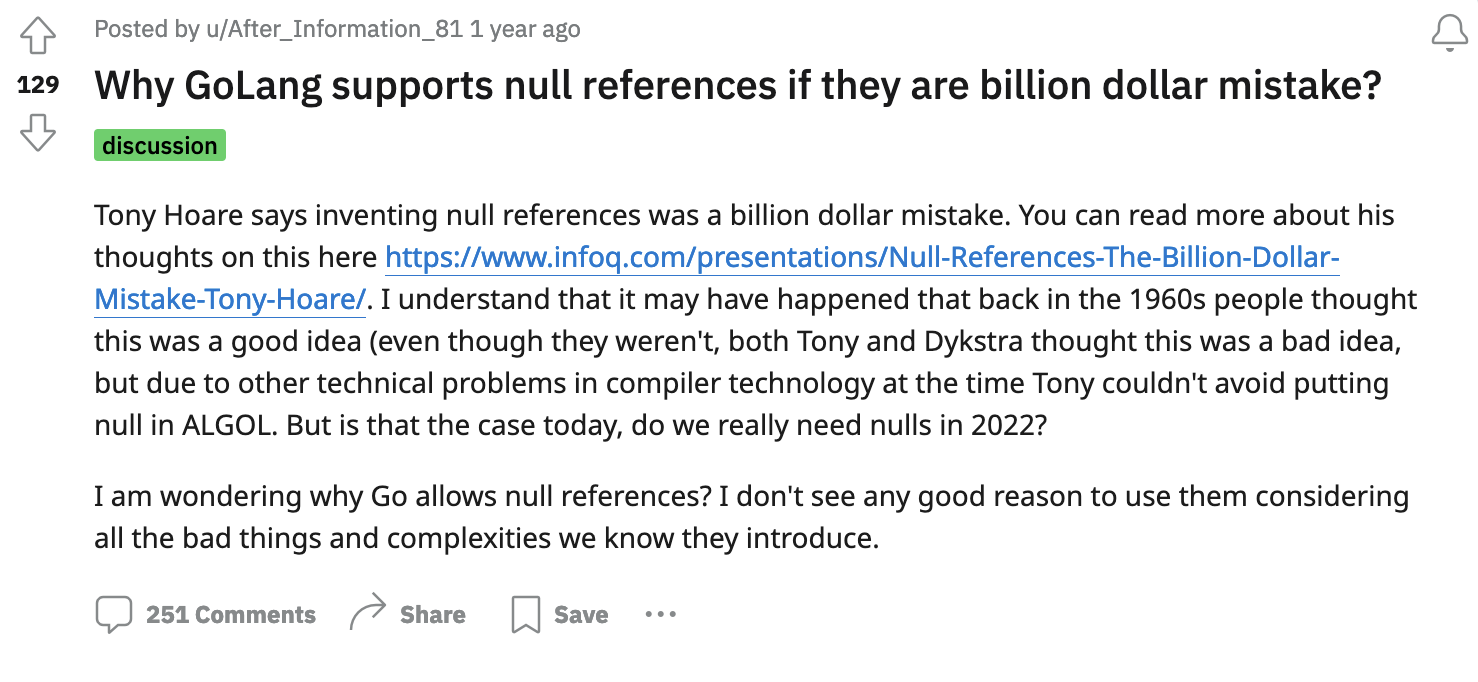 Posted by u/After_Information_81 1 year ago
129
Why GoLang supports null references if they are billion dollar mistake?
discussion
Tony Hoare says inventing null references was a billion dollar mistake. You can read more about his
thoughts on this here https://www.infoq.com/presentations/Null-References-The-Billion-Dollar-
Mistake-Tony-Hoare/. I understand that it may have happened that back in the 1960s people thought
this was a good idea (even though they weren't, both Tony and Dykstra thought this was a bad idea,
but due to other technical problems in compiler technology at the time Tony couldn't avoid putting
null in ALGOL. But is that the case today, do we really need nulls in 2022?
I am wondering why Go allows null references? I don't see any good reason to use them considering
all the bad things and complexities we know they introduce.
251 Comments Share Save ...